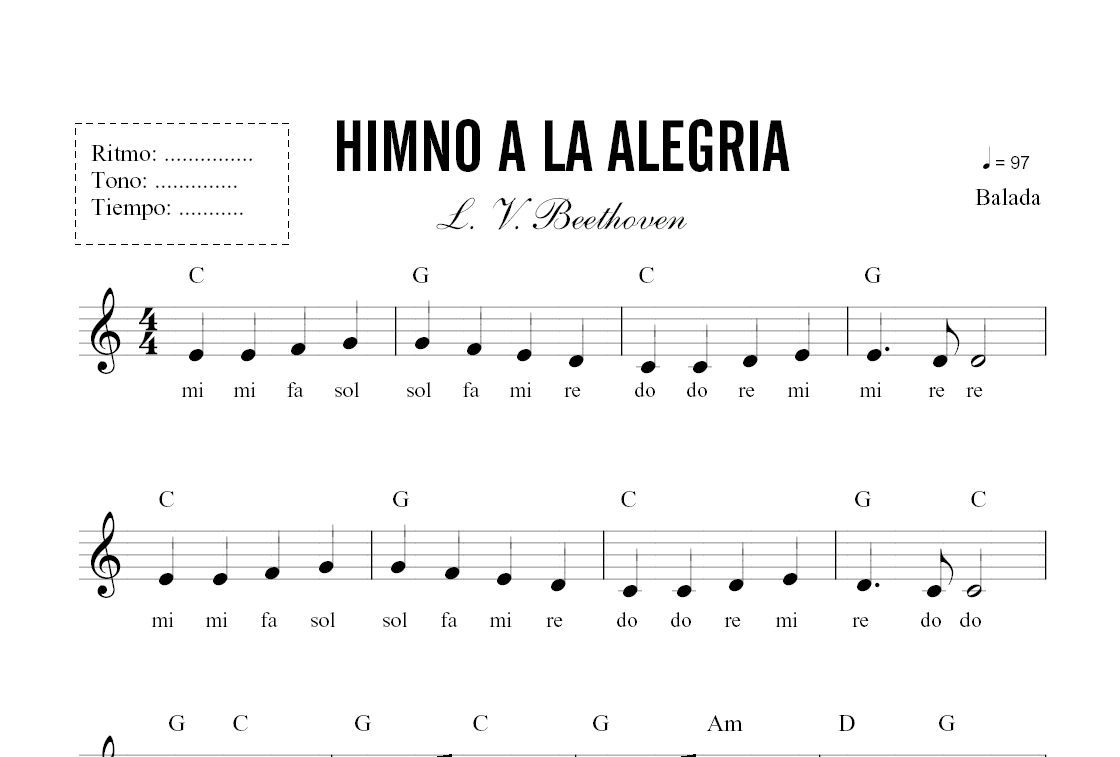 HIMNO A LA ALEGRIA
L. V. Beethoven
Ritmo: ...............
Tono: ..............
Tiempo: ...........
♩ = 97
Balada
C G C G
4
4
mi mi fa sol sol fa mi re do do re mi mi re re
C G C G C
mi mi fa sol sol fa mi re do do re mi re do do
G C G C G Am D G